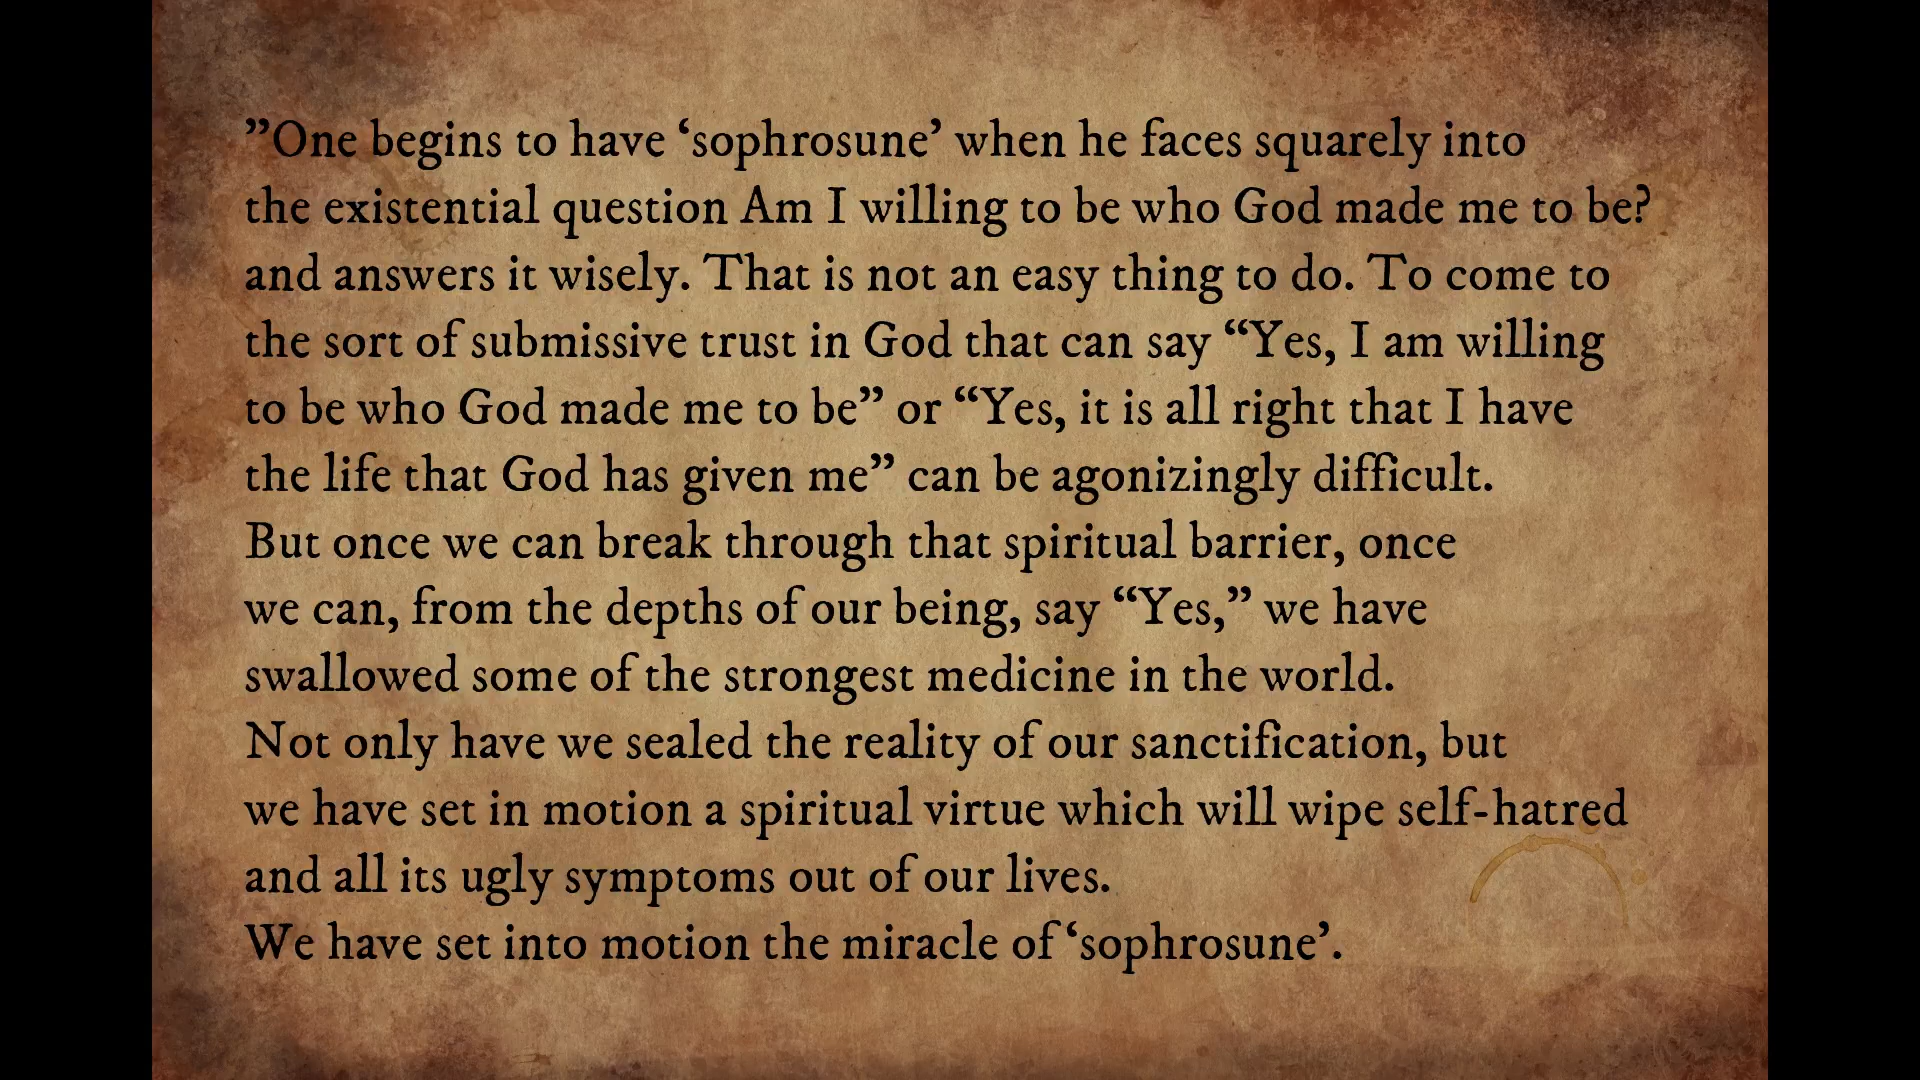 ”One begins to have ‘sophrosune’ when he faces squarely into
the existential question Am I willing to be who God made me to be?
and answers it wisely. That is not an easy thing to do. To come to
the sort of submissive trust in God that can say “Yes, I am willing
to be who God made me to be” or “Yes, it is all right that I have
the life that God has given me” can be agonizingly difficult.
But once we can break through that spiritual barrier, once
we can, from the depths of our being, say “Yes,” we have
swallowed some of the strongest medicine in the world.
Not only have we sealed the reality of our sanctification, but
we have set in motion a spiritual virtue which will wipe self-hatred
and all its ugly symptoms out of our lives.
We have set into motion the miracle of ‘sophrosune’.